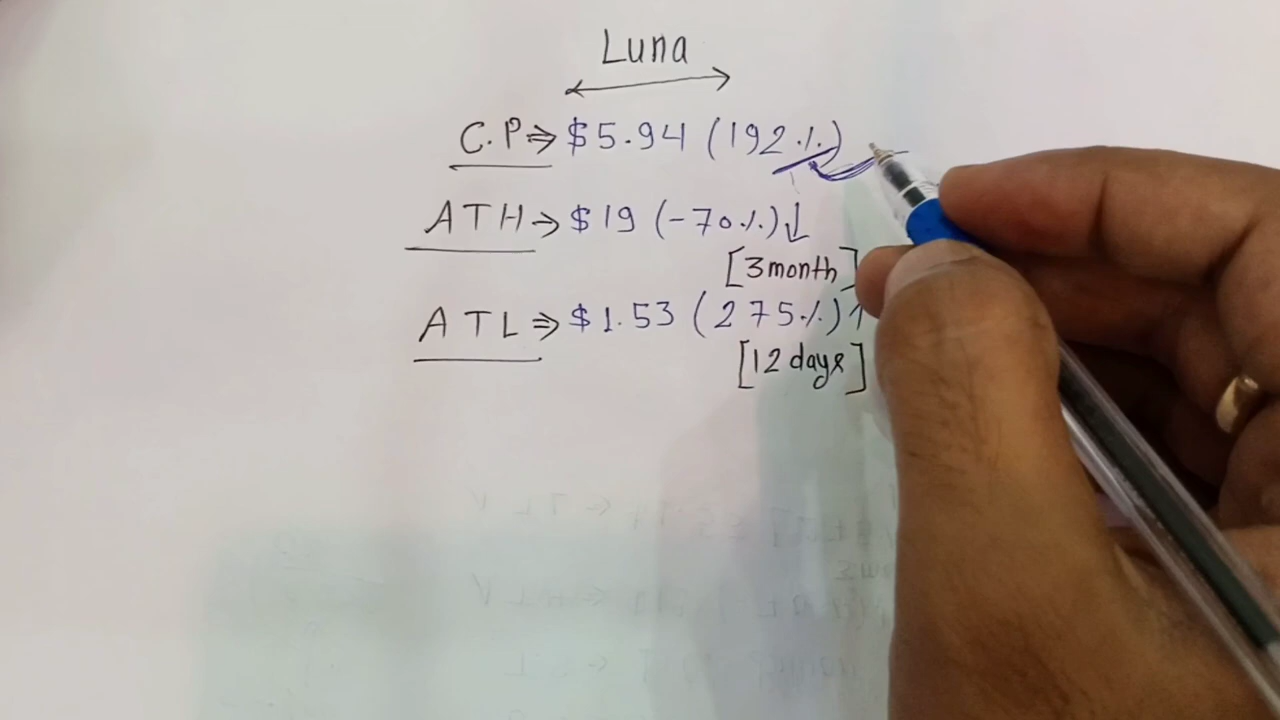 Luna
C.P ⇒ $5.94 (192%)
ATH → $19 (-70%) ↓
[3 month]
ATL ⇒ $1.53 (275%) ↑
[12 days]